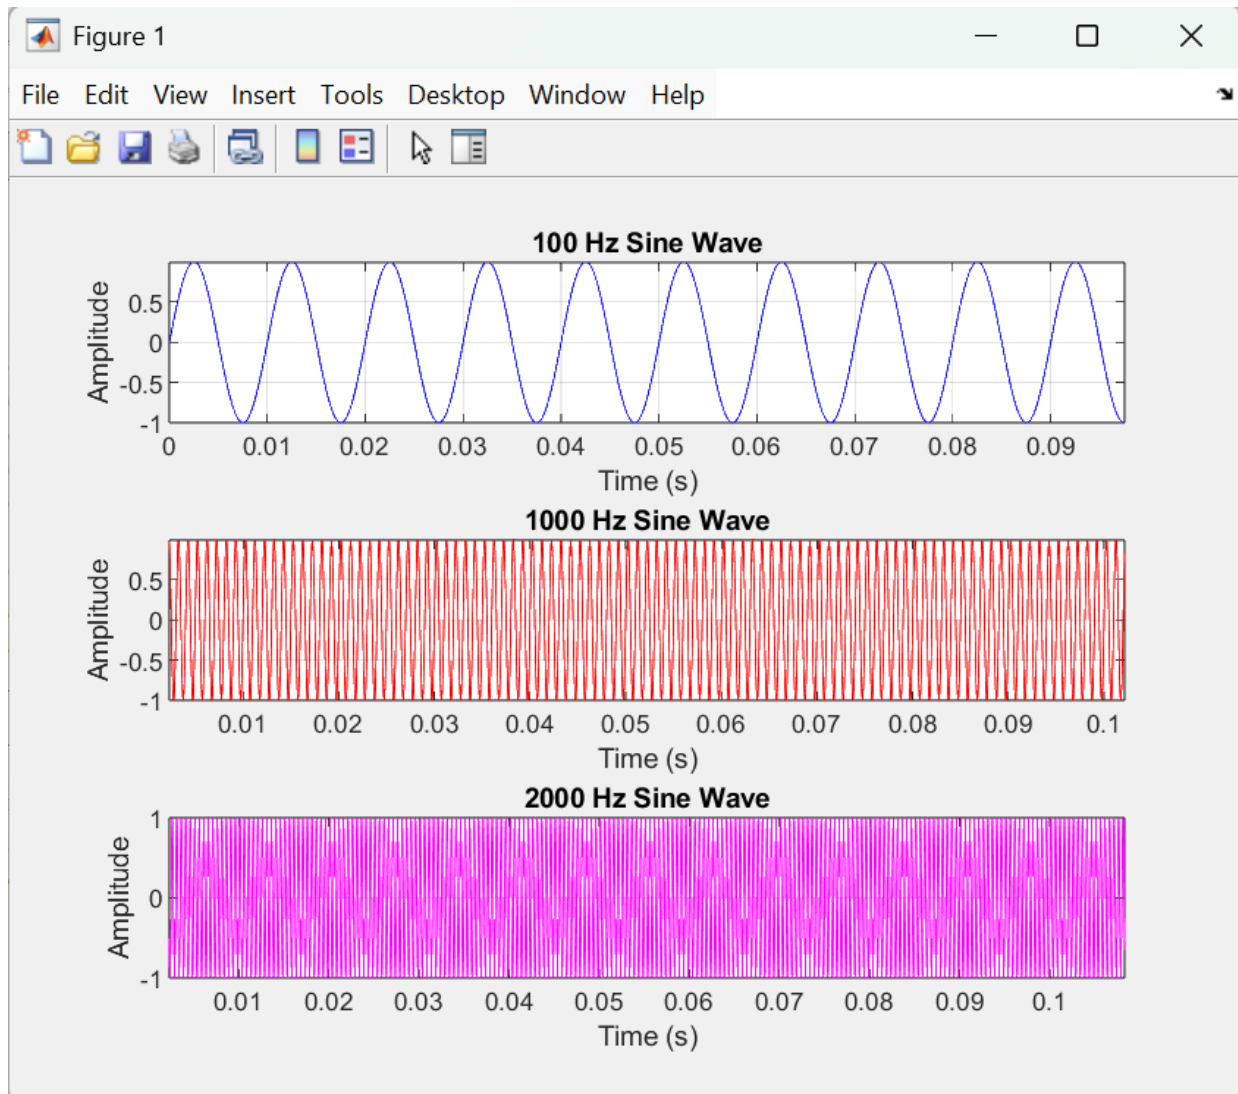 Figure 1
File Edit View Insert Tools Desktop Window Help
100 Hz Sine Wave
Amplitude
0.5
0
-0.5
-1
0 0.01 0.02 0.03 0.04 0.05 0.06 0.07 0.08 0.09
Time (s)
1000 Hz Sine Wave
Amplitude
0.5
0
-0.5
-1
0.01 0.02 0.03 0.04 0.05 0.06 0.07 0.08 0.09 0.1
Time (s)
2000 Hz Sine Wave
Amplitude
1
0
-1
0.01 0.02 0.03 0.04 0.05 0.06 0.07 0.08 0.09 0.1
Time (s)